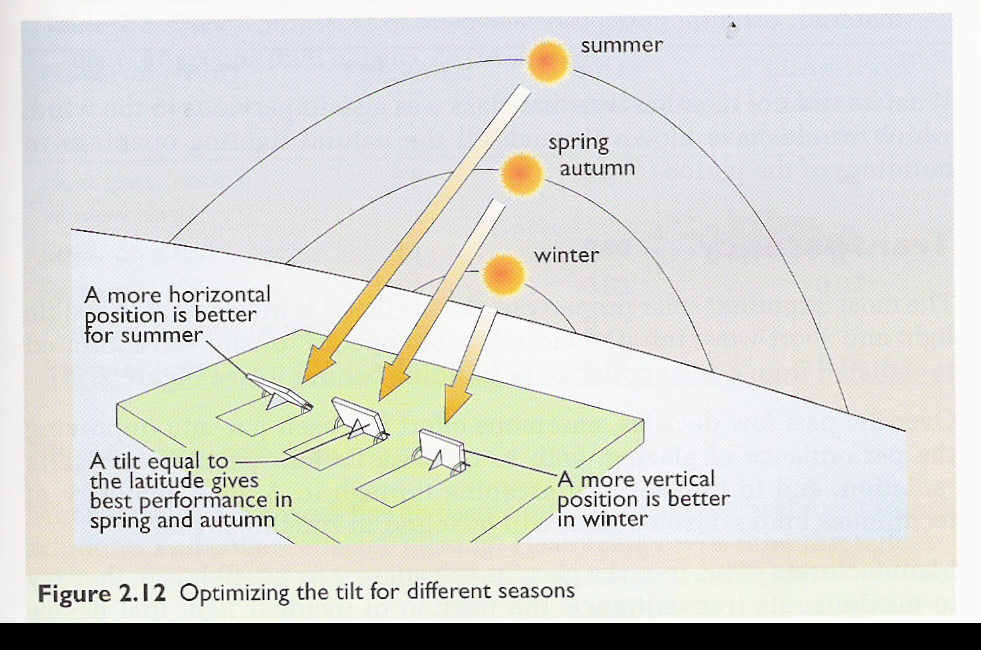 summer
spring
autumn
winter
A more horizontal
position is better
for summer
A tilt equal to
the latitude gives
best performance in
spring and autumn
A more vertical
position is better
in winter
Figure 2.12 Optimizing the tilt for different seasons